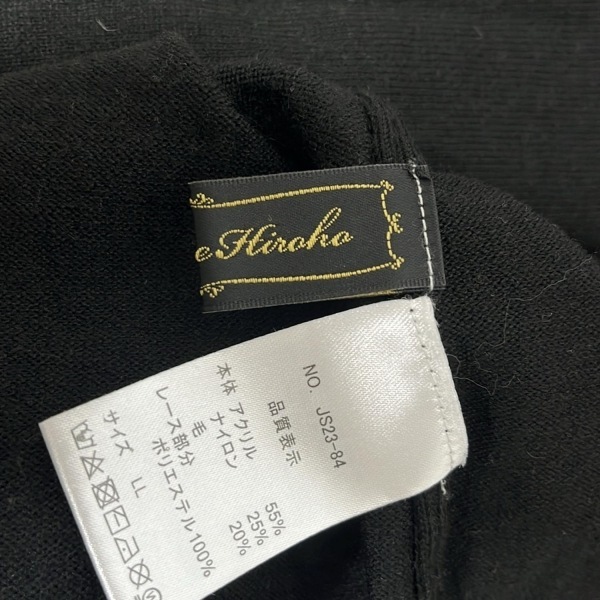 eHiroko
NO. JS23-84
品質表示
本体 アクリル 55%
ナイロン 25%
毛 20%
レース部分
ポリエステル100%
サイズ LL